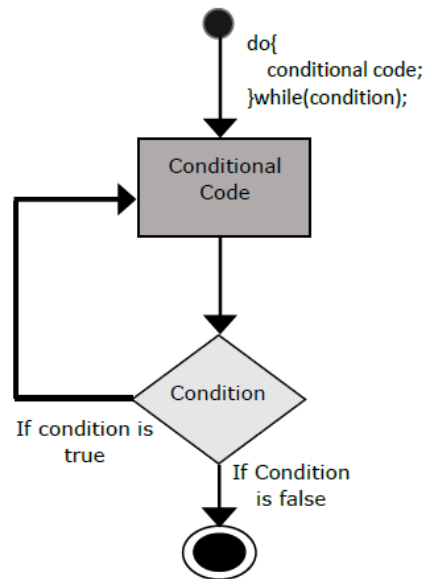 do{
conditional code;
}while(condition);
Conditional
Code
Condition
If condition is
true
If Condition
is false